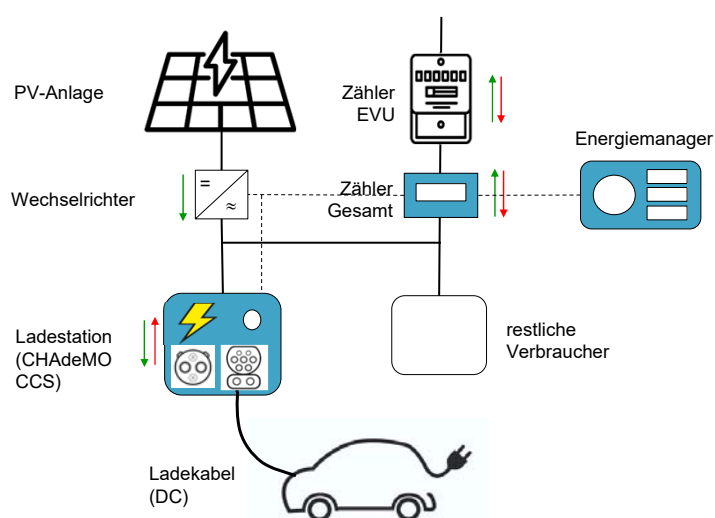 PV-Anlage
Zähler
EVU
Energiemanager
Wechselrichter
=
≈
Zähler
Gesamt
Ladestation
(CHAdeMO
CCS)
restliche
Verbraucher
Ladekabel
(DC)